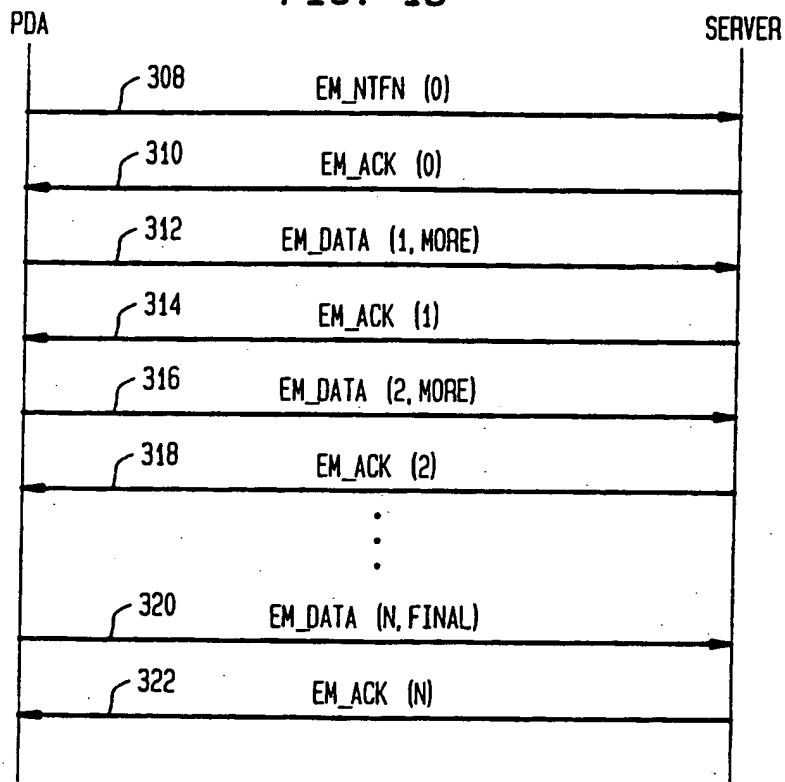 PDA
SERVER
308
EM_NTFN (0)
310
EM_ACK (0)
312
EM_DATA (1, MORE)
314
EM_ACK (1)
316
EM_DATA (2, MORE)
318
EM_ACK (2)
320
EM_DATA (N, FINAL)
322
EM_ACK (N)